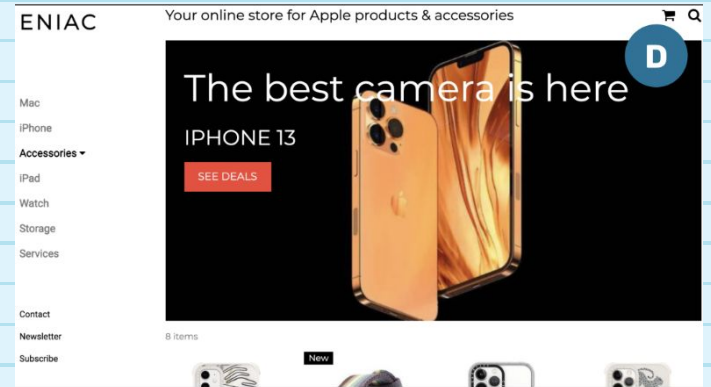 ENIAC
Your online store for Apple products & accessories
D
The best camera is here
IPHONE 13
SEE DEALS
Mac
iPhone
Accessories
iPad
Watch
Storage
Services
Contact
Newsletter
Subscribe
8 items
New